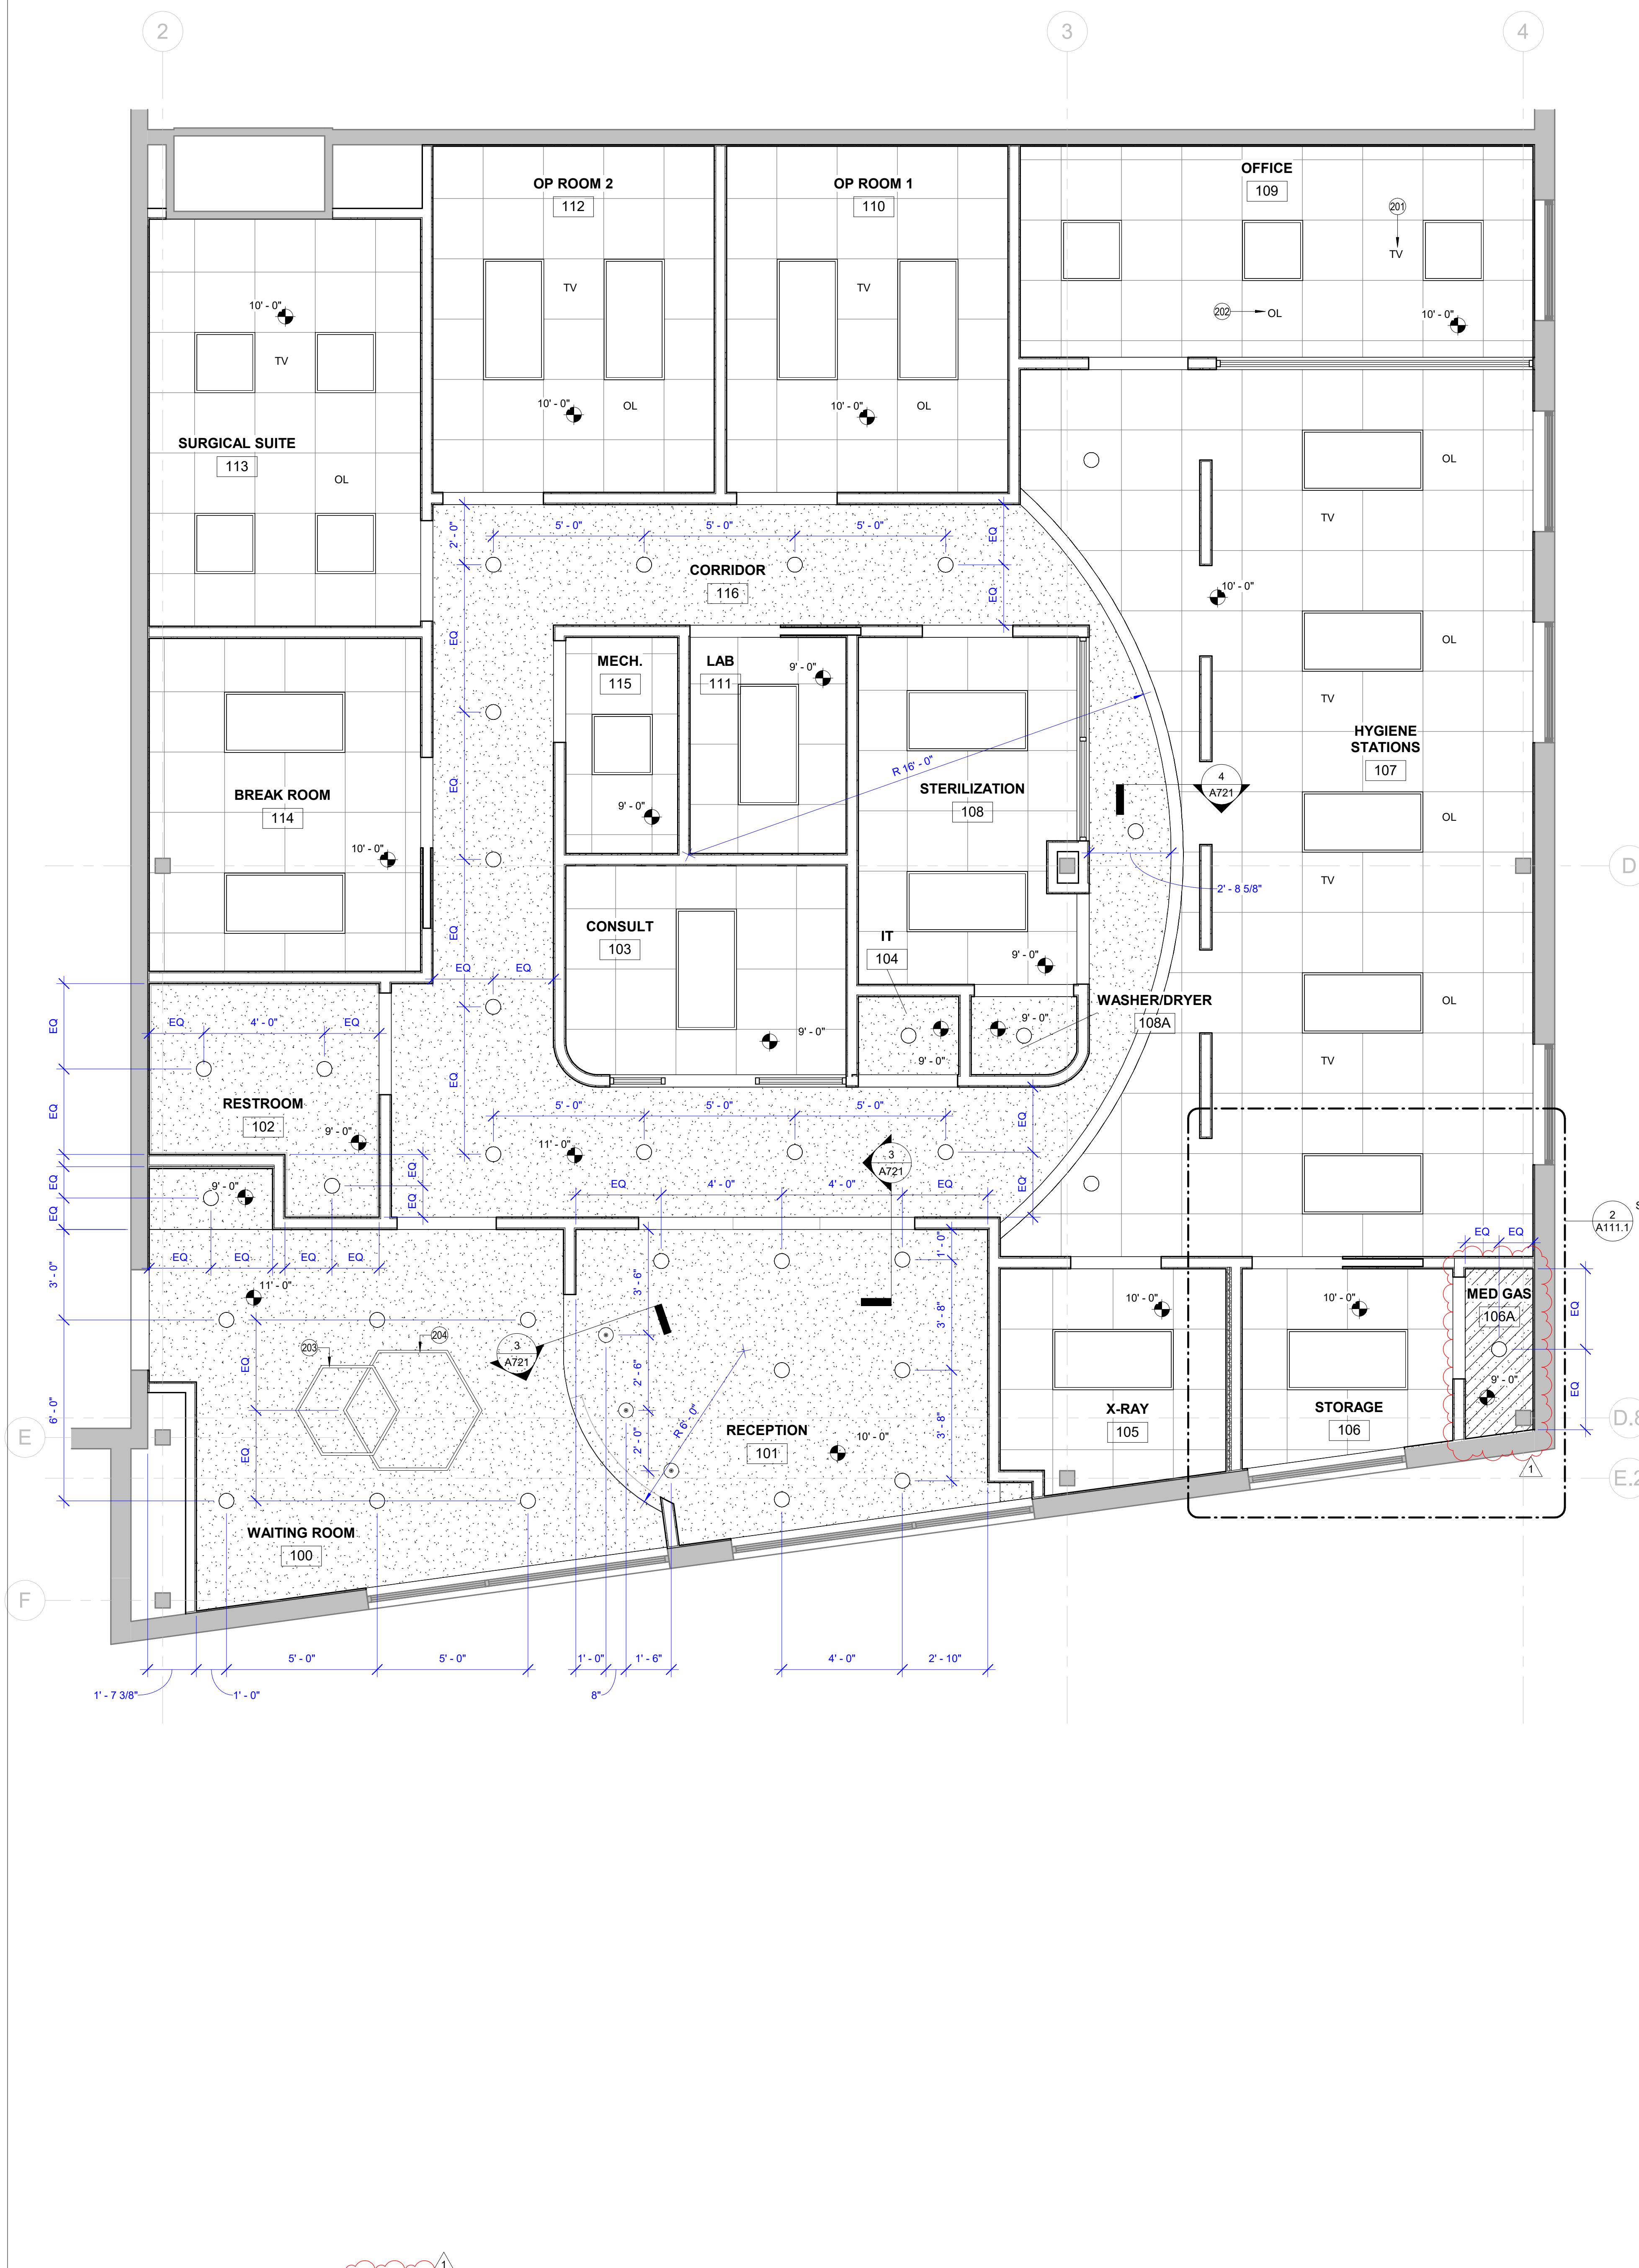 2
3
4
OP ROOM 2
112
OP ROOM 1
110
OFFICE
109
201
TV
202
OL
10' - 0"
10' - 0"
TV
SURGICAL SUITE
113
OL
TV
10' - 0"
OL
TV
10' - 0"
OL
OL
TV
10' - 0"
OL
TV
HYGIENE
STATIONS
107
OL
TV
OL
TV
2' - 0"
5' - 0"
5' - 0"
5' - 0"
EQ
EQ
CORRIDOR
116
EQ
EQ
EQ
EQ
EQ
EQ
MECH.
115
9' - 0"
LAB
111
9' - 0"
R 16' - 0"
STERILIZATION
108
9' - 0"
4
A721
2' - 8 5/8"
D
BREAK ROOM
114
10' - 0"
CONSULT
103
9' - 0"
IT
104
9' - 0"
WASHER/DRYER
108A
9' - 0"
EQ
EQ
EQ
EQ
EQ
4' - 0"
EQ
RESTROOM
102
9' - 0"
9' - 0"
EQ
EQ
EQ
EQ
EQ
EQ
EQ
EQ
5' - 0"
5' - 0"
5' - 0"
EQ
EQ
11' - 0"
3
A721
EQ
4' - 0"
4' - 0"
EQ
3' - 0"
6' - 0"
11' - 0"
EQ
EQ
203
204
3
A721
3' - 6"
2' - 6"
2' - 0"
R 6' - 0"
1' - 0"
3' - 8"
3' - 8"
RECEPTION
101
10' - 0"
WAITING ROOM
100
10' - 0"
X-RAY
105
10' - 0"
STORAGE
106
EQ
EQ
MED GAS
106A
9' - 0"
EQ
EQ
1
2
A111.1
D.8
E.2
E
F
1' - 7 3/8"
1' - 0"
5' - 0"
5' - 0"
1' - 0"
8"
1' - 6"
4' - 0"
2' - 10"
1